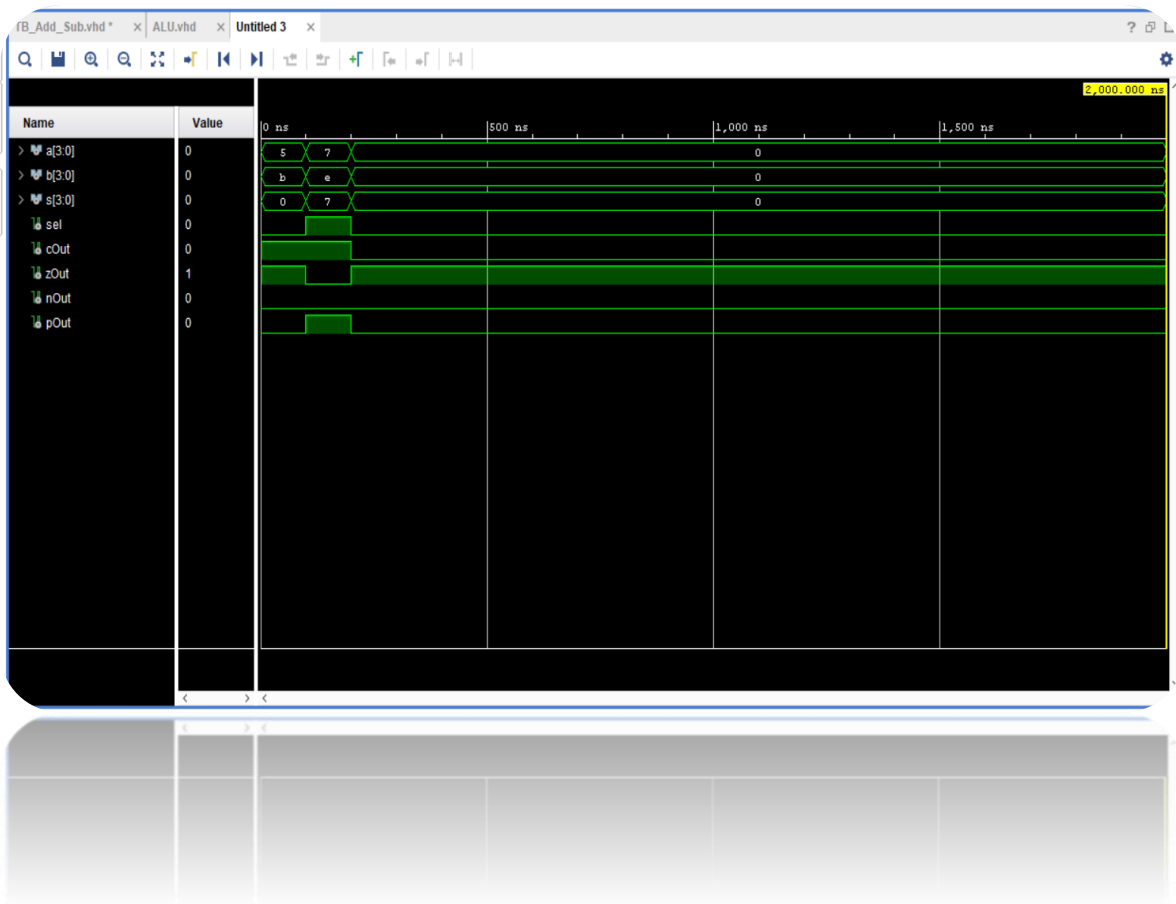 TB_Add_Sub.vhd * × ALU.vhd × Untitled 3 ×
2,000.000 ns
Name Value
0 ns 500 ns 1,000 ns 1,500 ns
a[3:0] 0 5 7 0
b[3:0] 0 b e 0
s[3:0] 0 0 7 0
sel 0
cOut 0
zOut 1
nOut 0
pOut 0